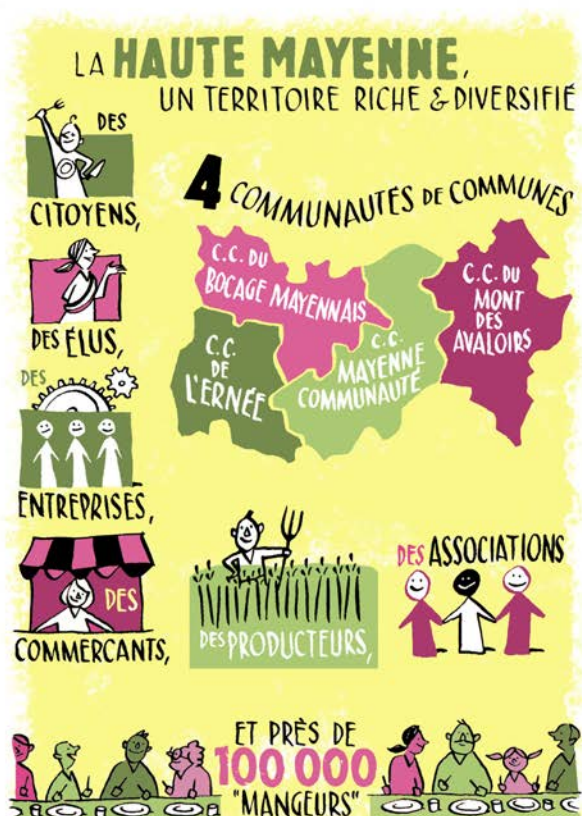 LA HAUTE MAYENNE,
UN TERRITOIRE RICHE & DIVERSIFIÉ
DES
CITOYENS,
DES ÉLUS,
DES
ENTREPRISES,
DES
COMMERCANTS,
4 COMMUNAUTÉS DE COMMUNES
C.C. DU
BOCAGE MAYENNAIS
C.C.
DE
L'ERNÉE
C.C.
MAYENNE
COMMUNAUTÉ
C.C. DU
MONT
DES
AVALOIRS
DES PRODUCTEURS,
DES ASSOCIATIONS
ET PRÈS DE
100 000
"MANGEURS"